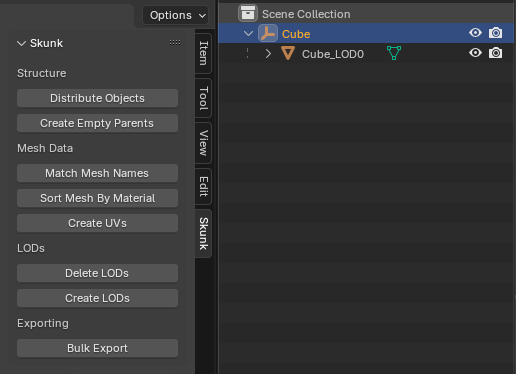 Options
Skunk
Structure
Distribute Objects
Create Empty Parents
Mesh Data
Match Mesh Names
Sort Mesh By Material
Create UVs
LODs
Delete LODs
Create LODs
Exporting
Bulk Export
Item
Tool
View
Edit
Skunk
Scene Collection
Cube
Cube_LOD0